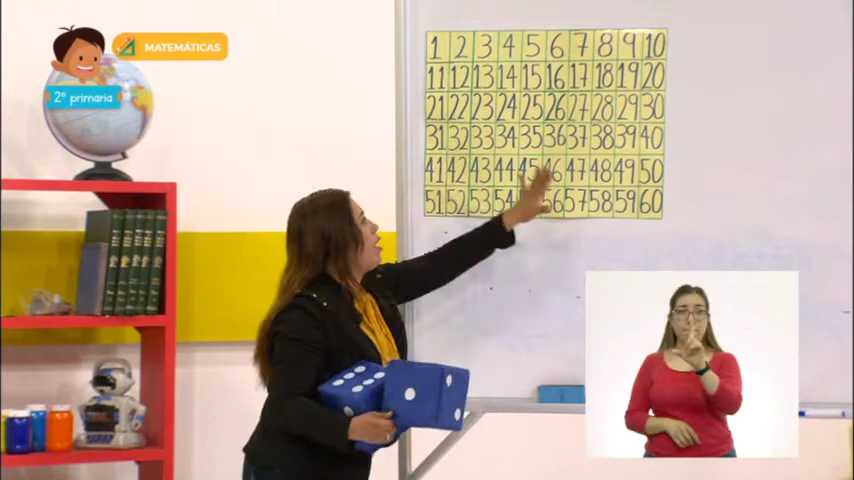 MATEMÁTICAS
2° primaria
1 2 3 4 5 6 7 8 9 10
11 12 13 14 15 16 17 18 19 20
21 22 23 24 25 26 27 28 29 30
31 32 33 34 35 36 37 38 39 40
41 42 43 44 45 46 47 48 49 50
51 52 53 54 56 57 58 59 60